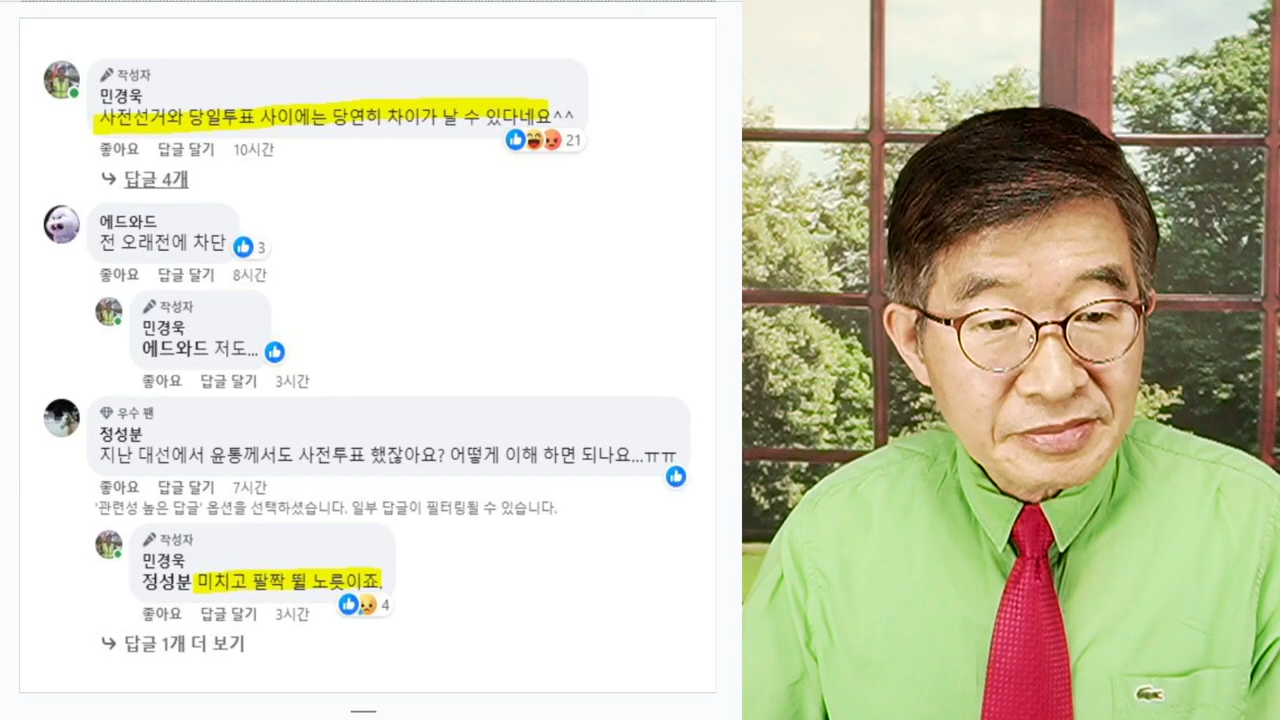 작성자
민경욱
사전선거와 당일투표 사이에는 당연히 차이가 날 수 있다네요^^
21
좋아요 답글 달기 10시간
답글 4개
에드와드
전 오래전에 차단
3
좋아요 답글 달기 8시간
작성자
민경욱
에드와드 저도...
좋아요 답글 달기 3시간
우수 팬
정성분
지난 대선에서 윤통께서도 사전투표 했잖아요? 어떻게 이해 하면 되나요...ㅠㅠ
좋아요 답글 달기 7시간
'관련성 높은 답글' 옵션을 선택하셨습니다. 일부 답글이 필터링될 수 있습니다.
작성자
민경욱
정성분 미치고 팔짝 뛸 노릇이죠.
4
좋아요 답글 달기 3시간
답글 1개 더 보기